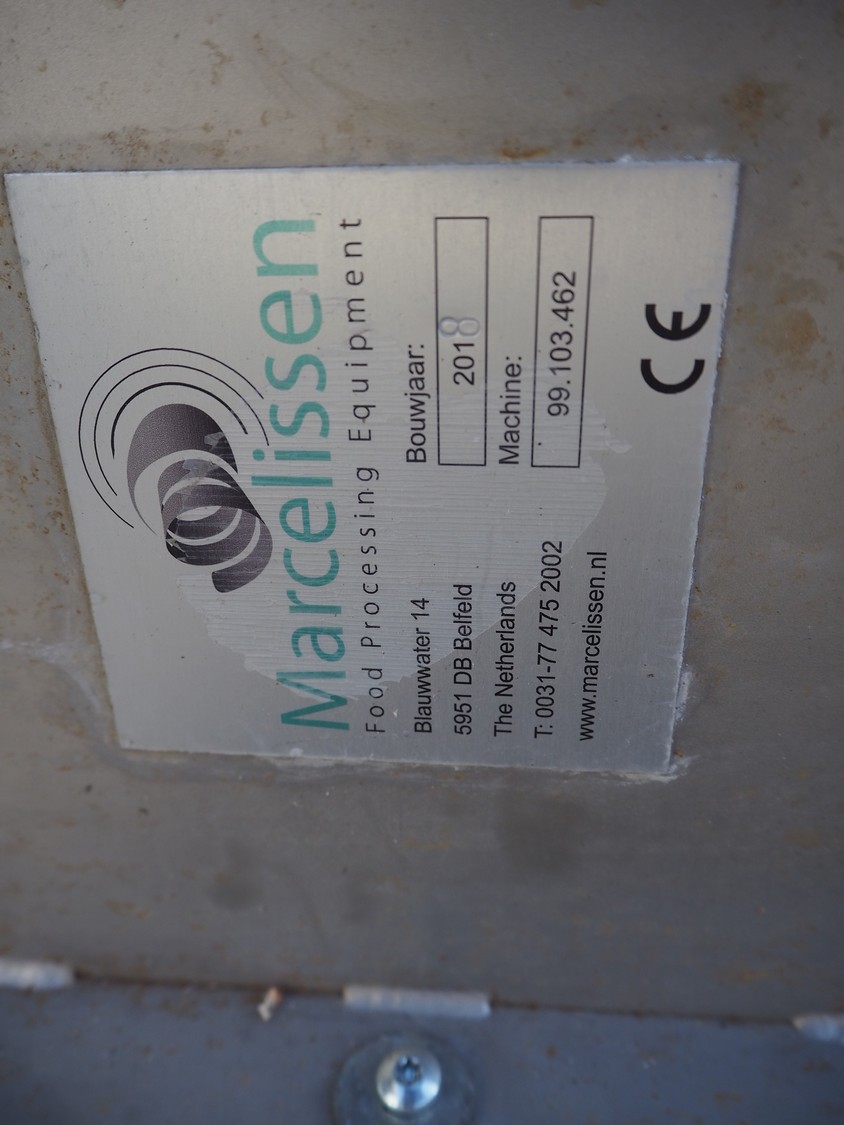 Marcelissen
Food Processing Equipment
Blauwwater 14
5951 DB Belfeld
The Netherlands
T: 0031-77 475 2002
www.marcelissen.nl
Bouwjaar:
2018
Machine:
99.103.462
CE